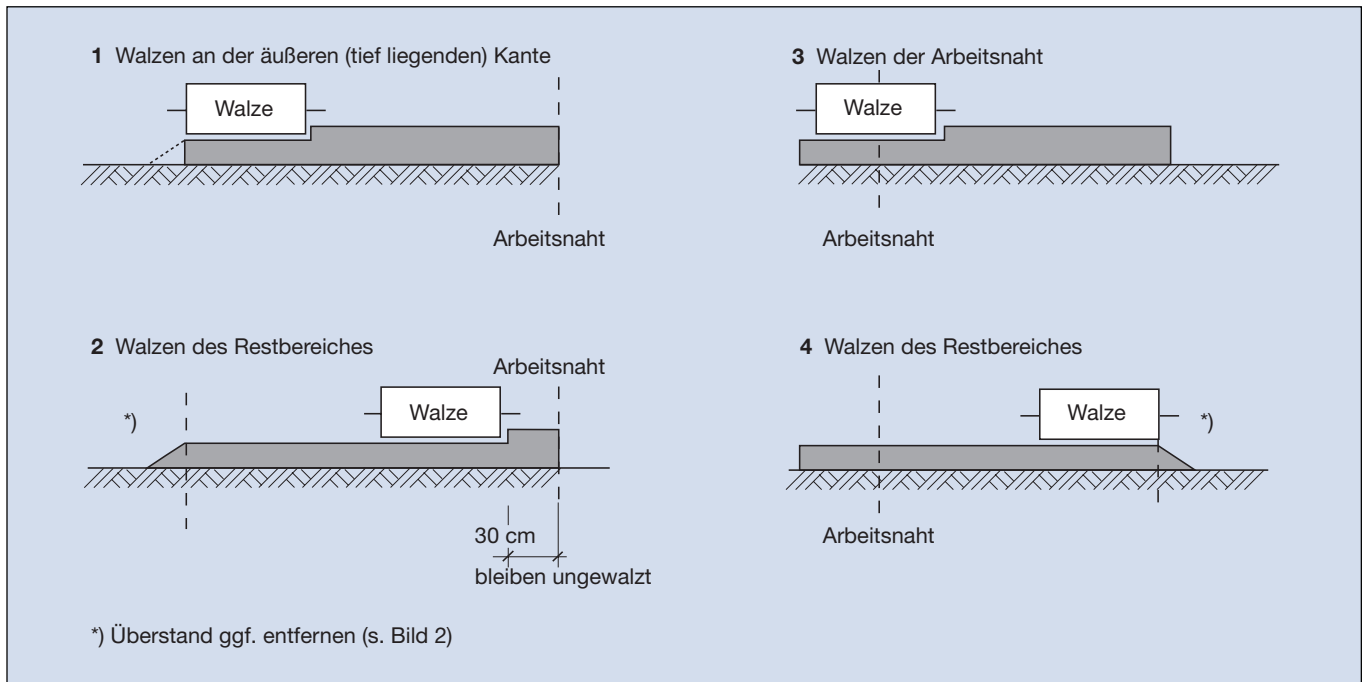 1 Walzen an der äußeren (tief liegenden) Kante
Walze
Arbeitsnaht
2 Walzen des Restbereiches
Arbeitsnaht
*)
Walze
30 cm
bleiben ungewalzt
3 Walzen der Arbeitsnaht
Walze
Arbeitsnaht
4 Walzen des Restbereiches
Walze
*)
Arbeitsnaht
*) Überstand ggf. entfernen (s. Bild 2)